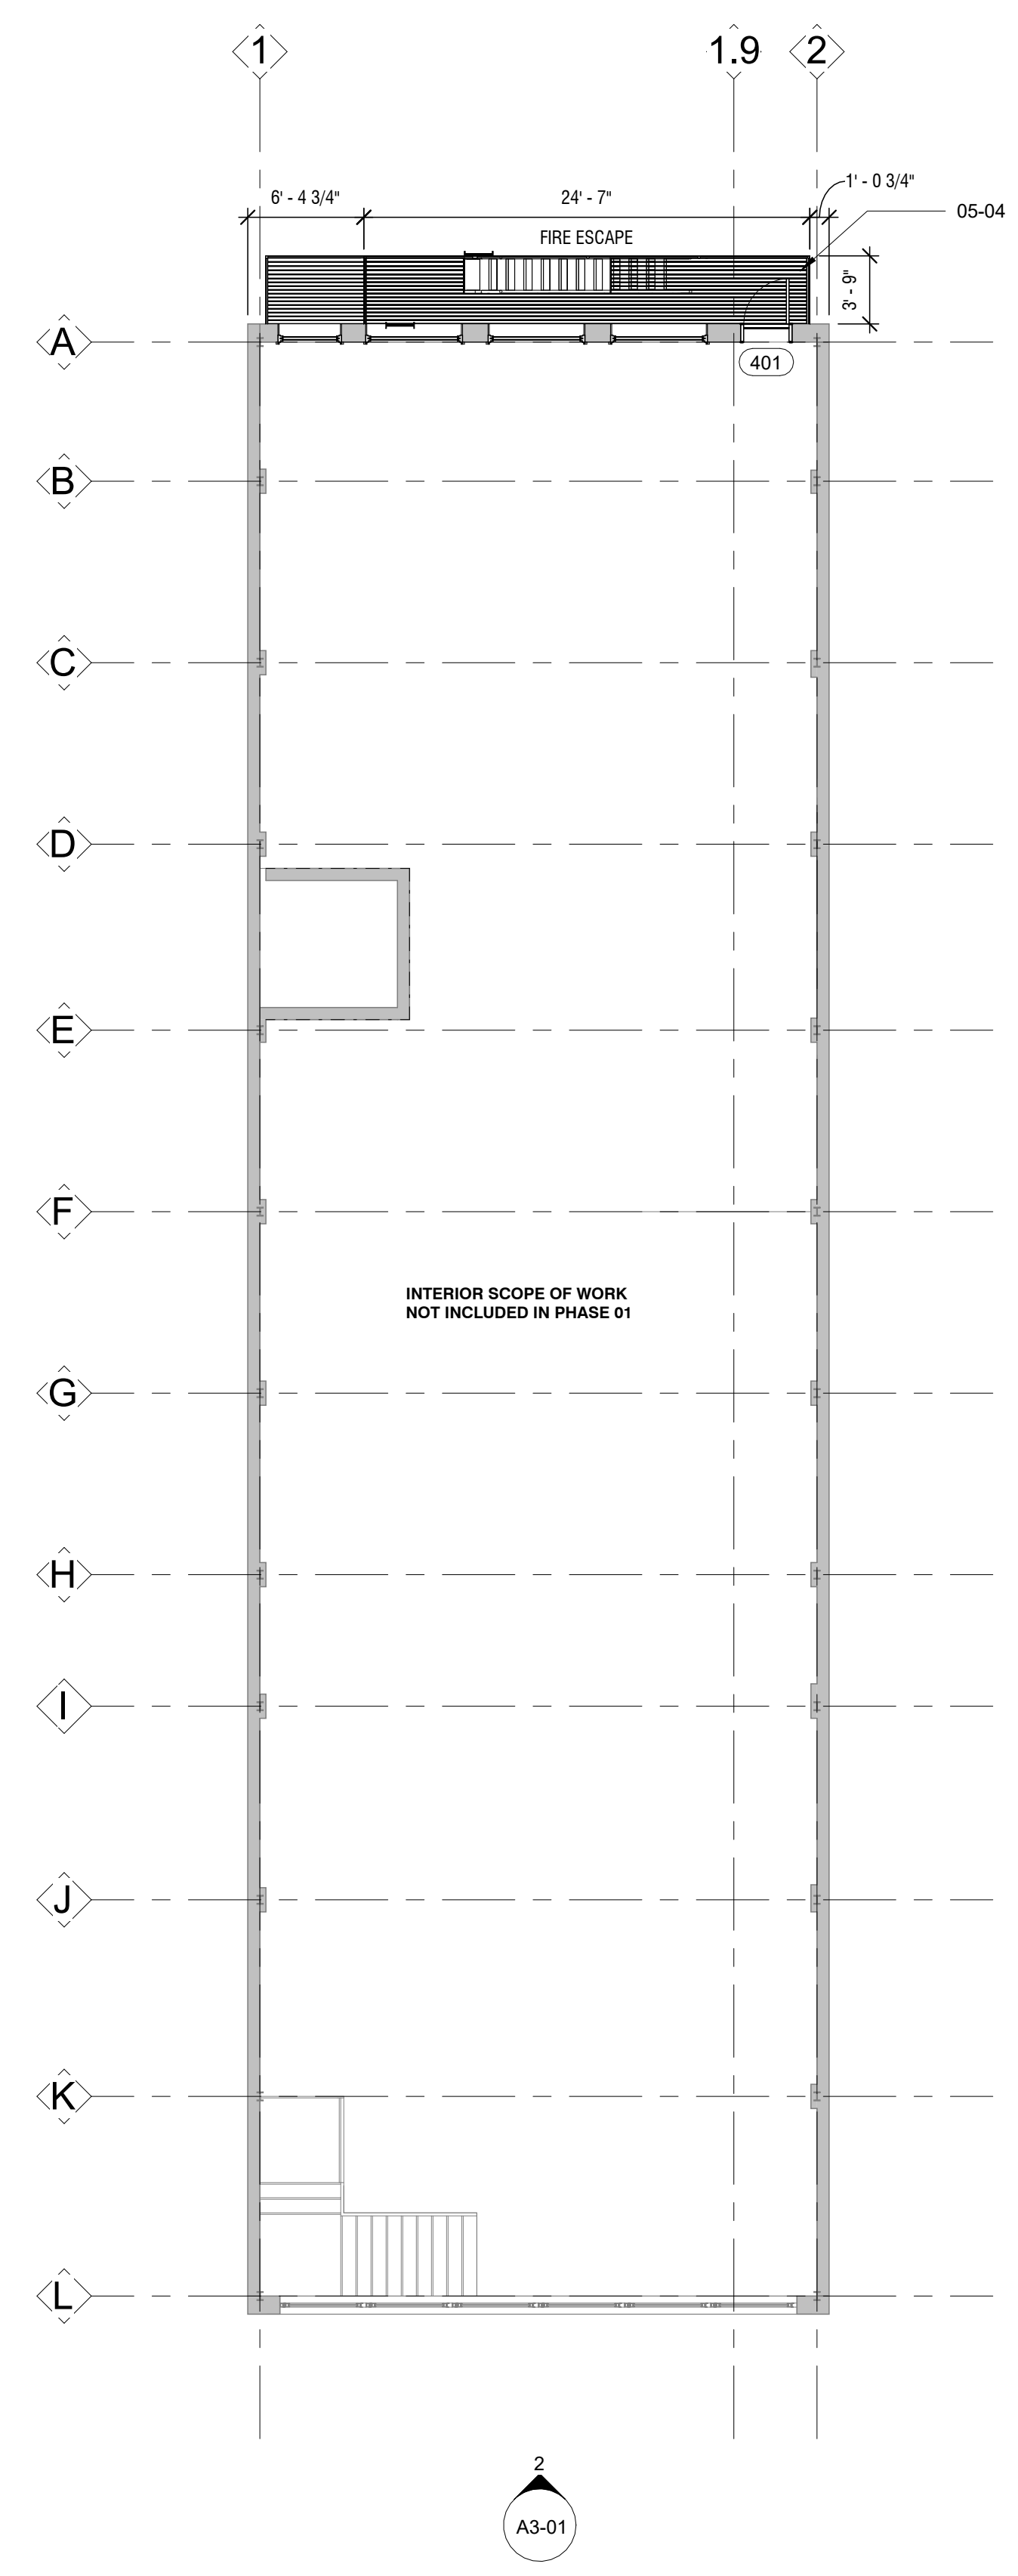 1
1.9
2
6' - 4 3/4"
24' - 7"
1' - 0 3/4"
05-04
FIRE ESCAPE
3' - 9"
A
401
B
C
D
E
F
INTERIOR SCOPE OF WORK
NOT INCLUDED IN PHASE 01
G
H
I
J
K
L
2
A3-01